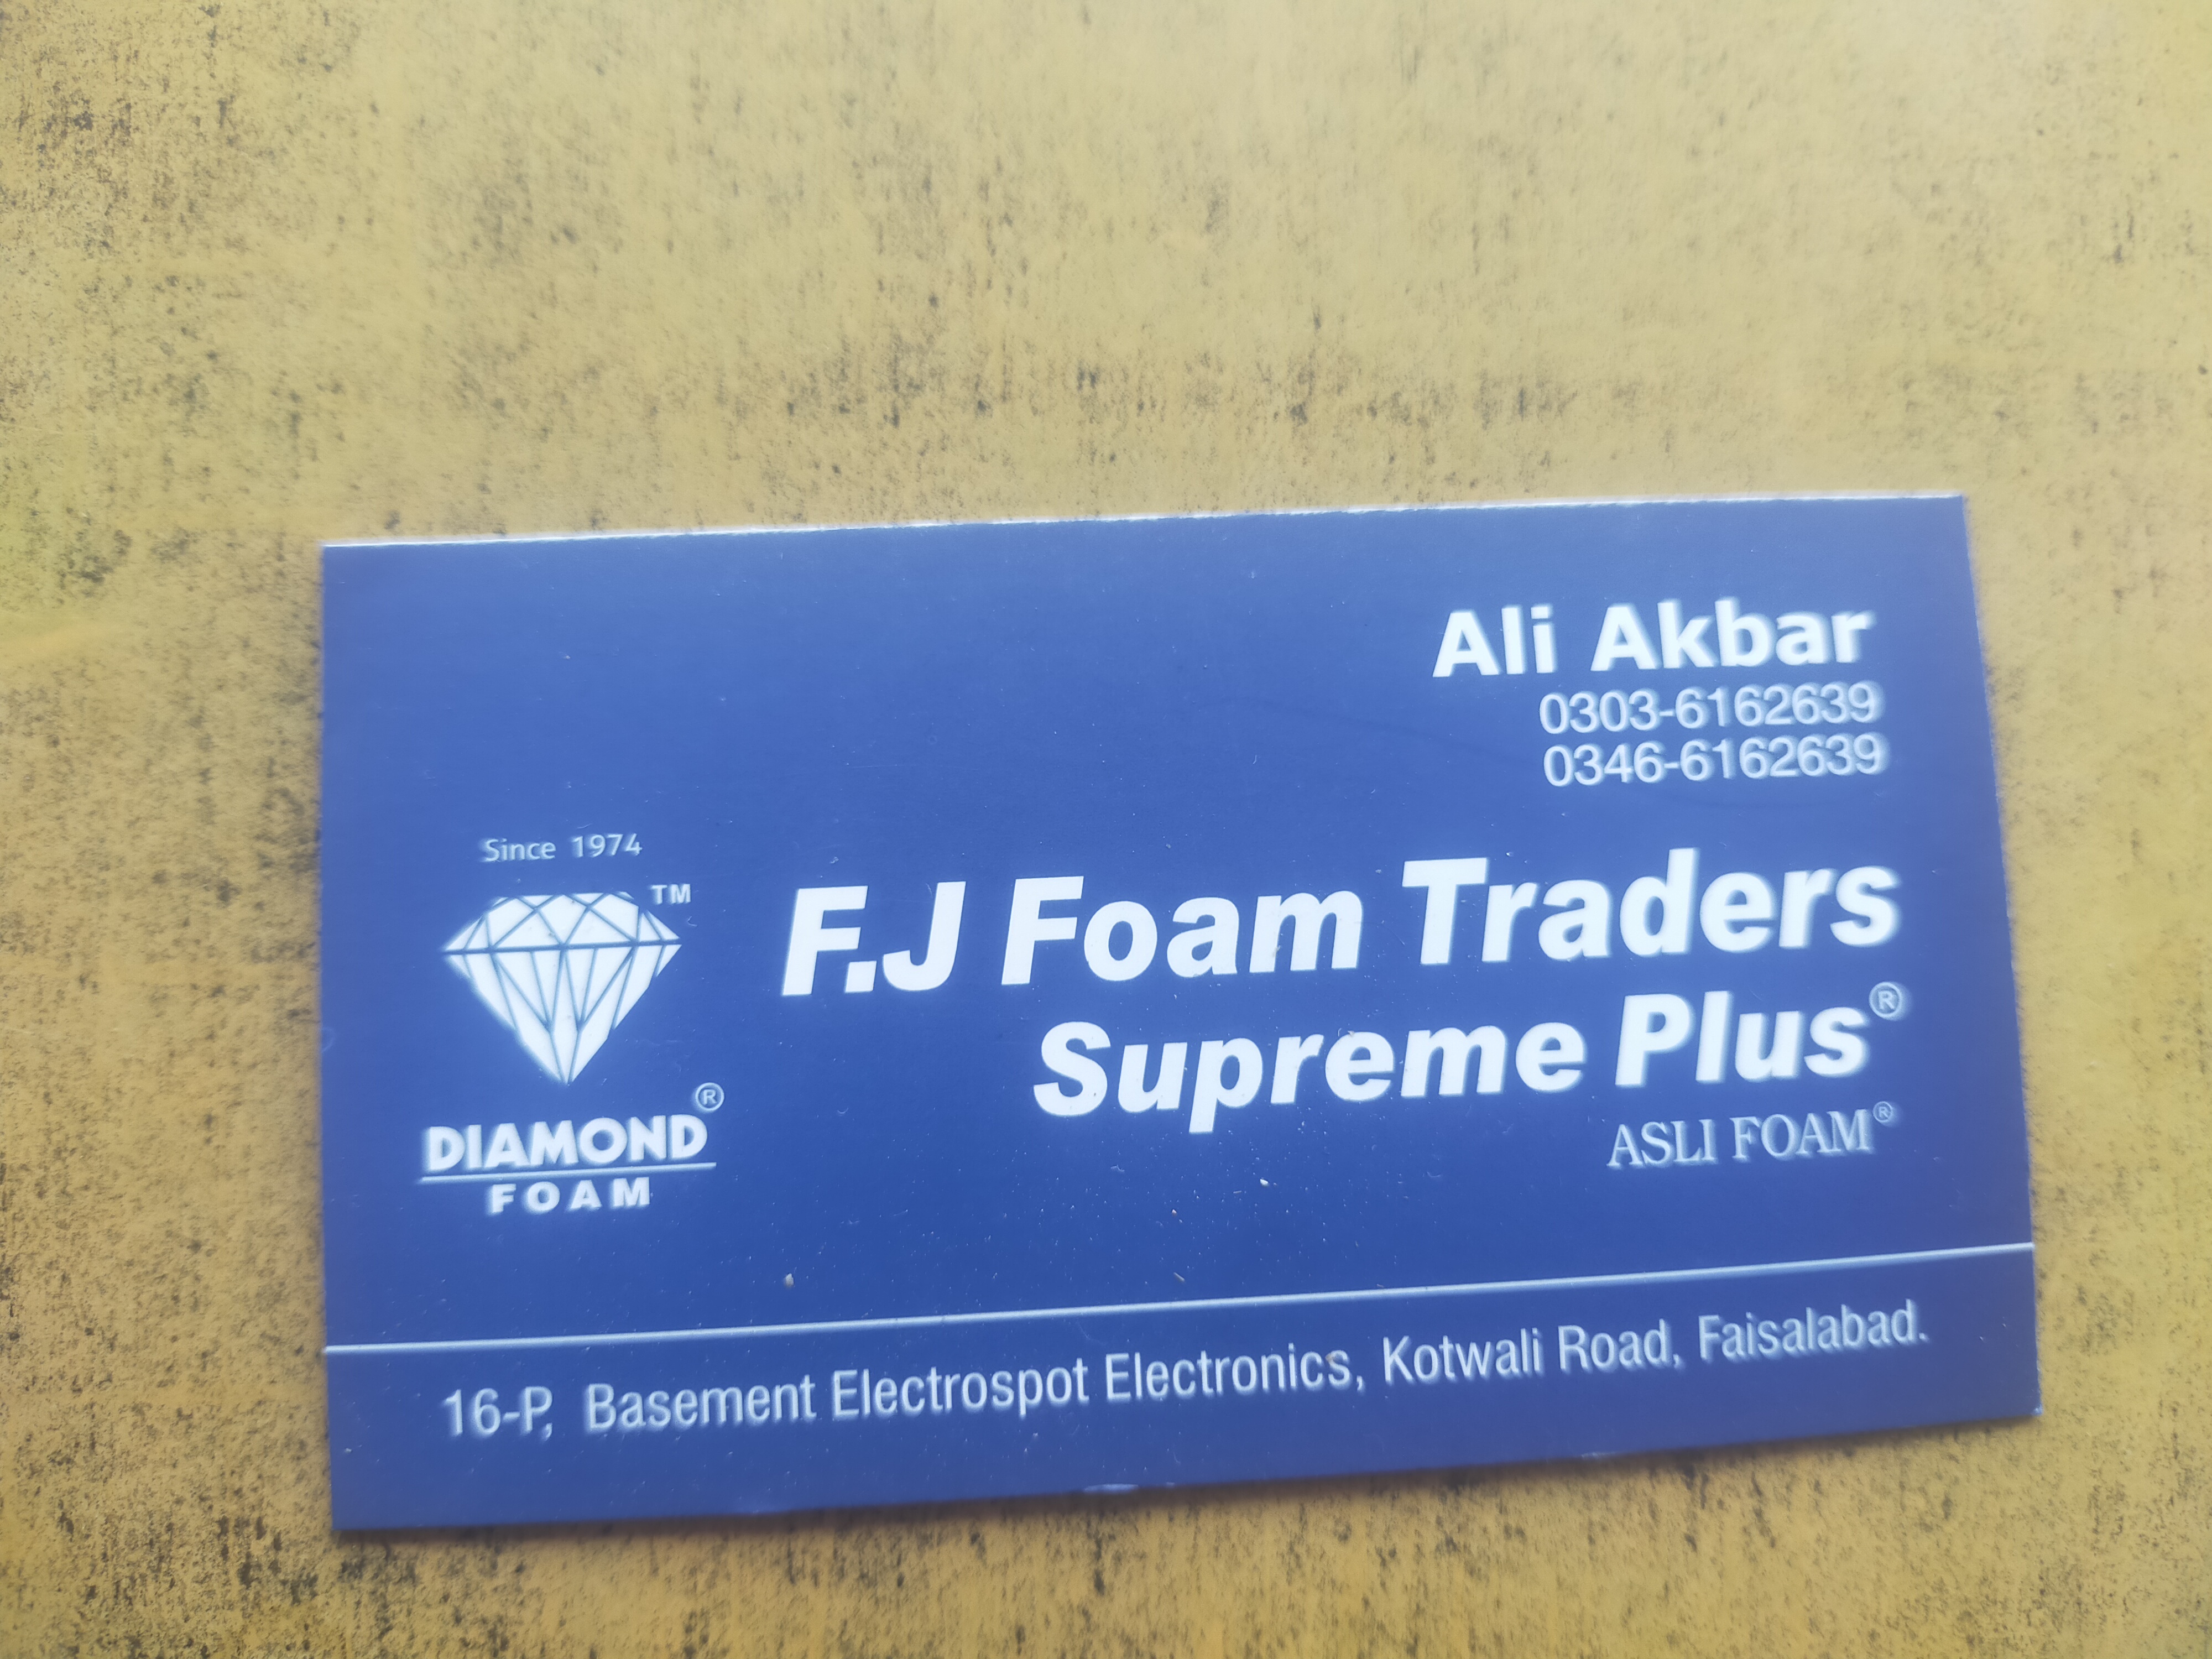 Ali Akbar
0303-6162639
0346-6162639
Since 1974
TM
DIAMOND®
FOAM
F.J Foam Traders
Supreme Plus®
ASLI FOAM®
16-P, Basement Electrospot Electronics, Kotwali Road, Faisalabad.